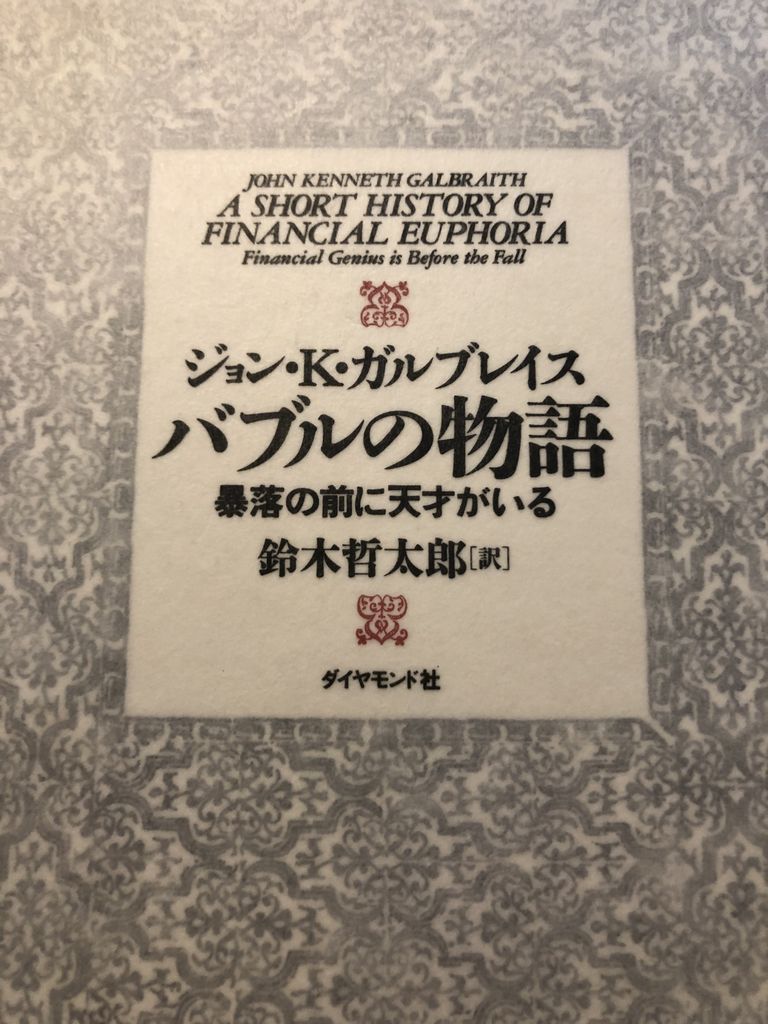 JOHN KENNETH GALBRAITH
A SHORT HISTORY OF
FINANCIAL EUPHORIA
Financial Genius is Before the Fall
ジョン・K・ガルブレイス
バブルの物語
暴落の前に天才がいる
鈴木哲太郎[訳]
ダイヤモンド社